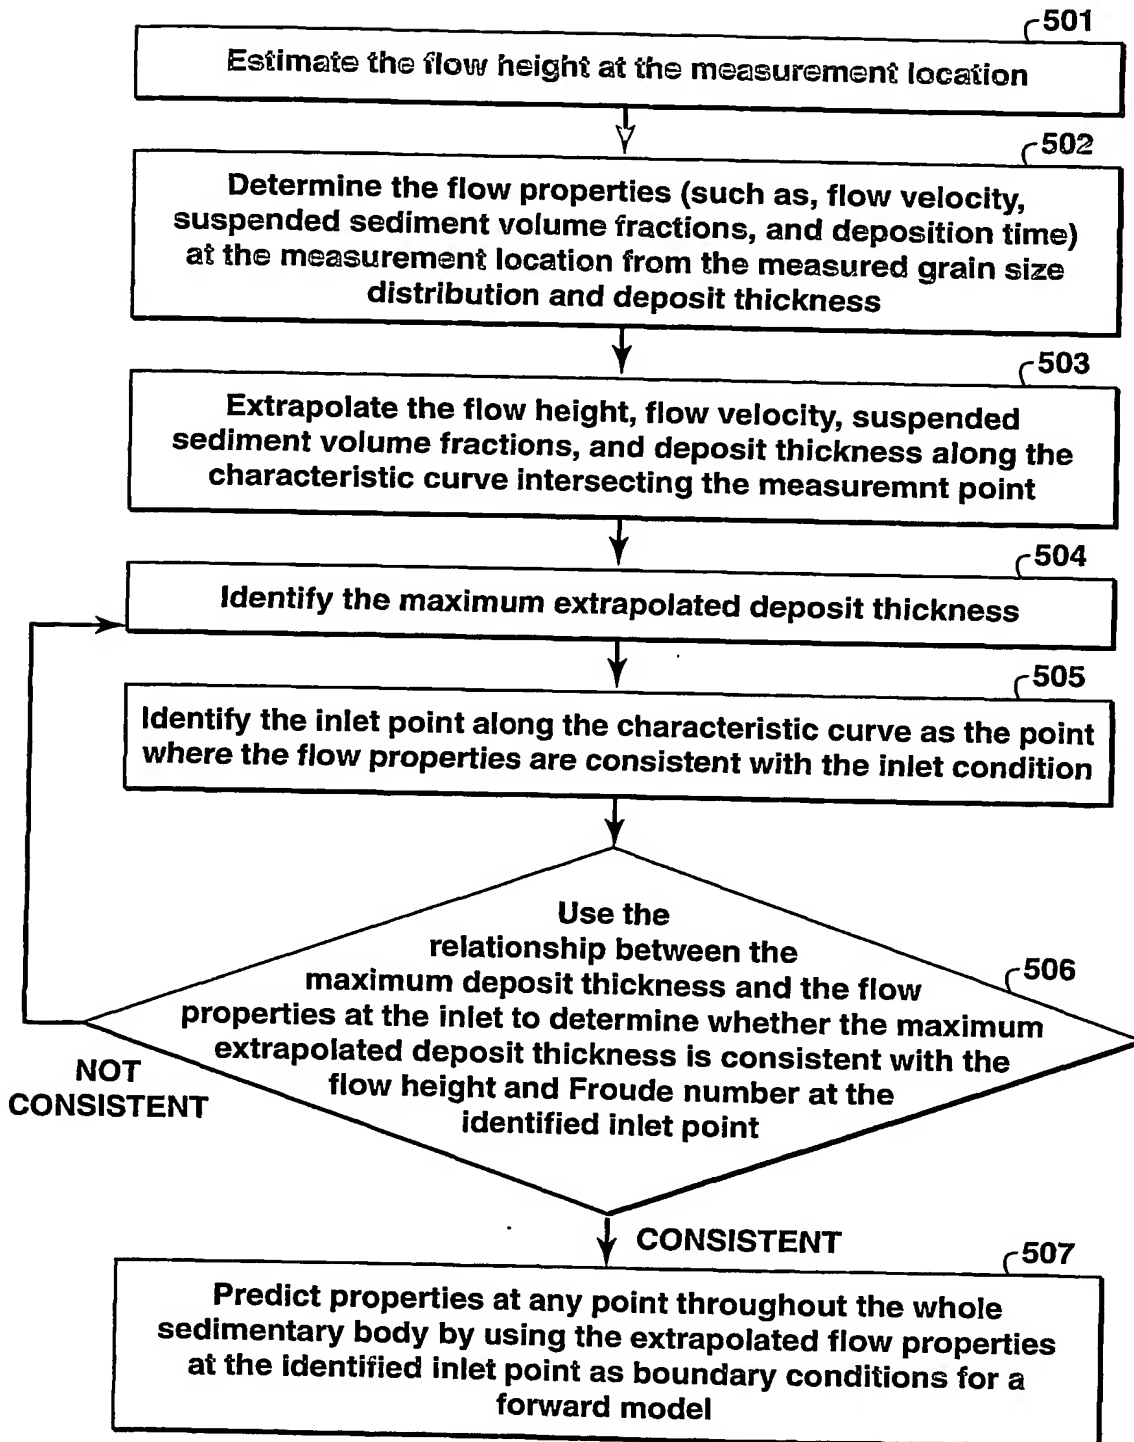 501
Estimate the flow height at the measurement location
502
Determine the flow properties (such as, flow velocity,
suspended sediment volume fractions, and deposition time)
at the measurement location from the measured grain size
distribution and deposit thickness
503
Extrapolate the flow height, flow velocity, suspended
sediment volume fractions, and deposit thickness along the
characteristic curve intersecting the measuremnt point
504
Identify the maximum extrapolated deposit thickness
505
Identify the inlet point along the characteristic curve as the point
where the flow properties are consistent with the inlet condition
506
Use the
relationship between the
maximum deposit thickness and the flow
properties at the inlet to determine whether the maximum
extrapolated deposit thickness is consistent with the
flow height and Froude number at the
identified inlet point
NOT
CONSISTENT
CONSISTENT
507
Predict properties at any point throughout the whole
sedimentary body by using the extrapolated flow properties
at the identified inlet point as boundary conditions for a
forward model